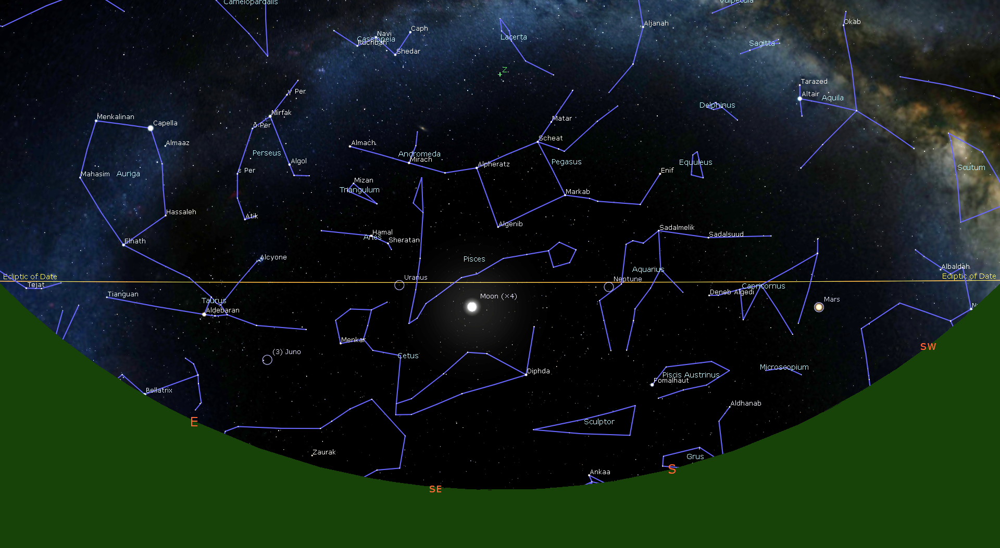 Camelopardalis
Vulpecula
Okab
Aljanah
Caph
Navi
Cassiopeia
Ruchbah
Lacerta
Sagitta
Shedar
Z.
Tarazed
γ Per
Altair
Aquila
Delphinus
Mirfak
Menkalinan
Capella
δ Per
Matar
Scheat
Almach
Almaaz
Perseus
Andromeda
Mirach
Algol
Alpheratz
Pegasus
Equuleus
Enif
Scutum
Mahasim
Auriga
ε Per
Mizan
Triangulum
Markab
Hassaleh
Atik
Algenib
Sadalmelik
Sadalsuud
Hamal
Aries
Sheratan
Elnath
Alcyone
Pisces
Albaldah
Aquarius
Ecliptic of Date
Ecliptic of Date
Uranus
Neptune
Tejat
Capricornus
Deneb Algedi
Tianguan
Taurus
Moon (×4)
Mars
N
Aldebaran
Menkar
SW
(3) Juno
Cetus
Diphda
Microscopium
Piscis Austrinus
Fomalhaut
Bellatrix
Aldhanab
E
Sculptor
Zaurak
Grus
S
Ankaa
SE